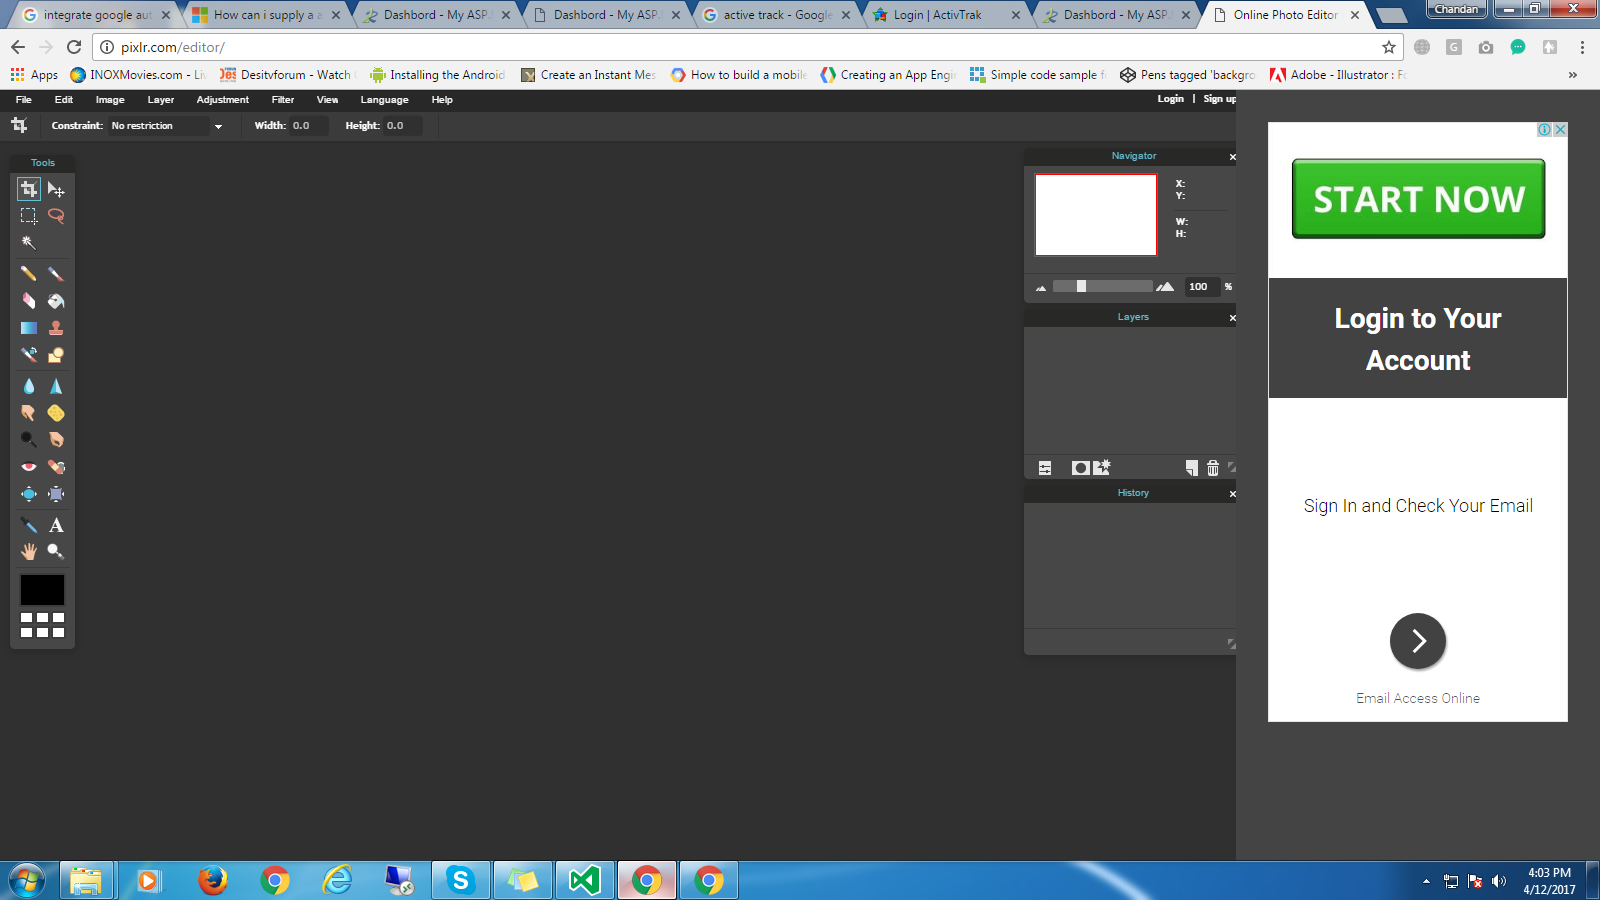 integrate google aut
How can i supply a a
Dashbord - My ASP.
Dashbord - My ASP.
active track - Google
Login | ActivTrak
Dashbord - My ASP.
Online Photo Editor
Chandan
pixlr.com/editor/
Apps
INOXMovies.com - Liv
Desitvforum - Watch
Installing the Android
Create an Instant Mes
How to build a mobile
Creating an App Engi
Simple code sample f
Pens tagged 'backgro
Adobe - Illustrator : Fo
»
File Edit Image Layer Adjustment Filter View Language Help
Login | Sign up
Constraint: No restriction Width: 0.0 Height: 0.0
Tools
A
Navigator
X:
Y:
W:
H:
100 %
Layers
History
START NOW
Login to Your
Account
Sign In and Check Your Email
Email Access Online
4:03 PM
4/12/2017